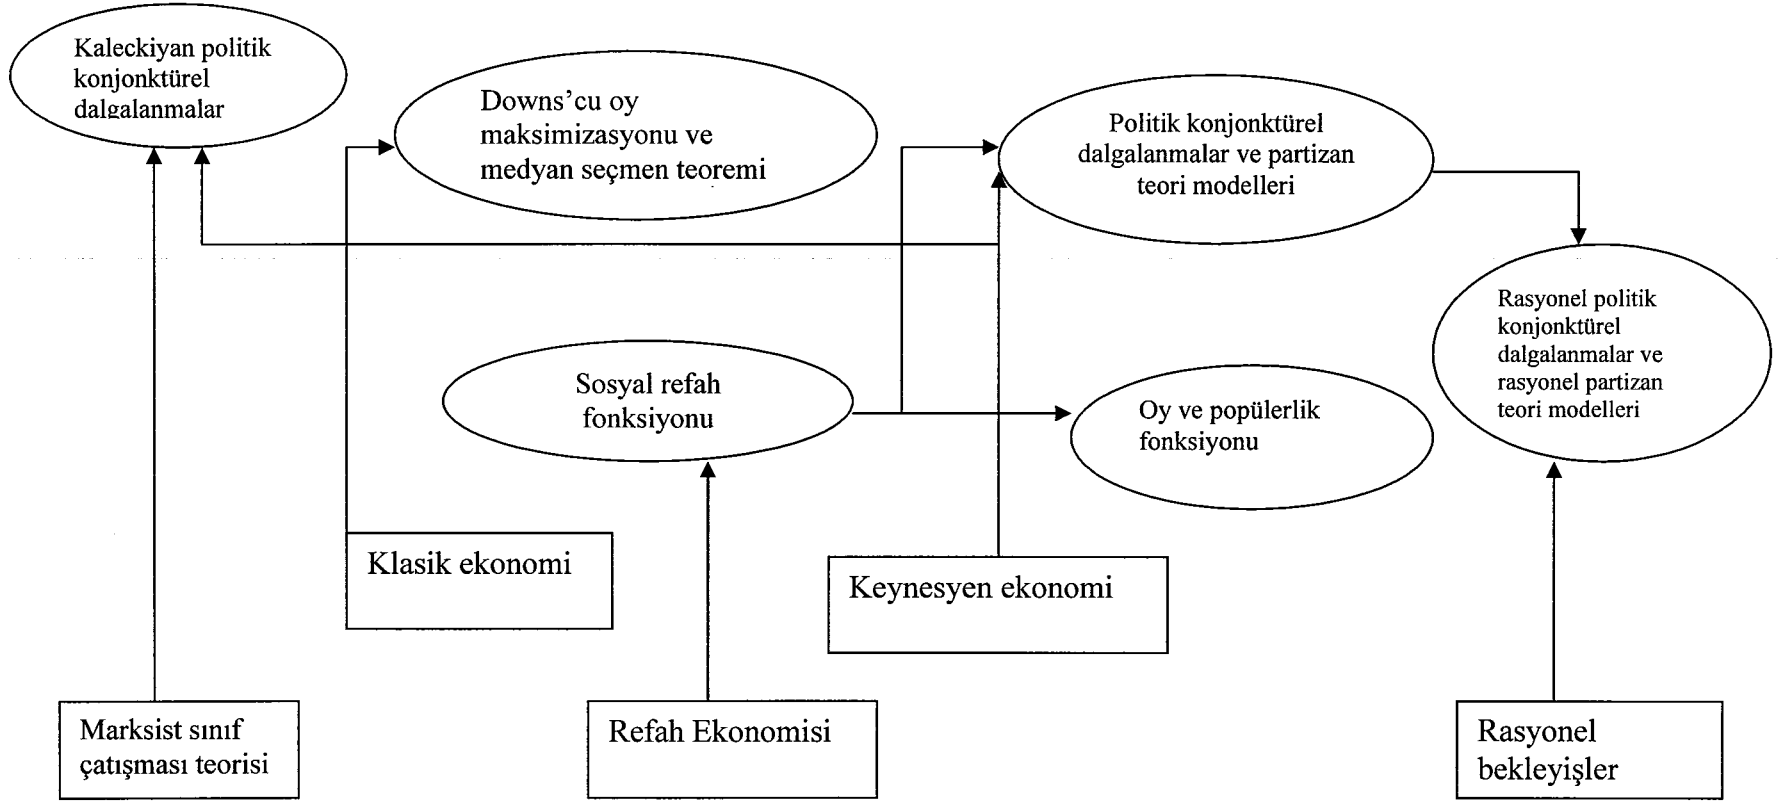 Kaleckiyan politik
konjonktürel
dalgalanmalar
Downs'cu oy
maksimizasyonu ve
medyan seçmen teoremi
Politik konjonktürel
dalgalanmalar ve partizan
teori modelleri
Rasyonel politik
konjonktürel
dalgalanmalar ve
rasyonel partizan
teori modelleri
Sosyal refah
fonksiyonu
Oy ve popülerlik
fonksiyonu
Klasik ekonomi
Keynesyen ekonomi
Marksist sınıf
çatışması teorisi
Refah Ekonomisi
Rasyonel
bekleyişler